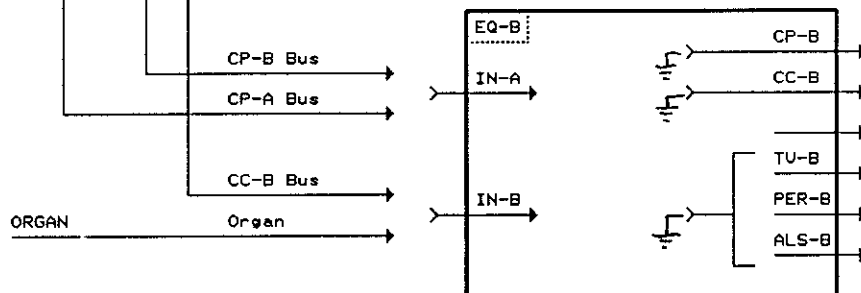 EQ-B
CP-B
CP-B Bus
IN-A
CC-B
CP-A Bus
TV-B
CC-B Bus
IN-B
PER-B
ORGAN
Organ
ALS-B